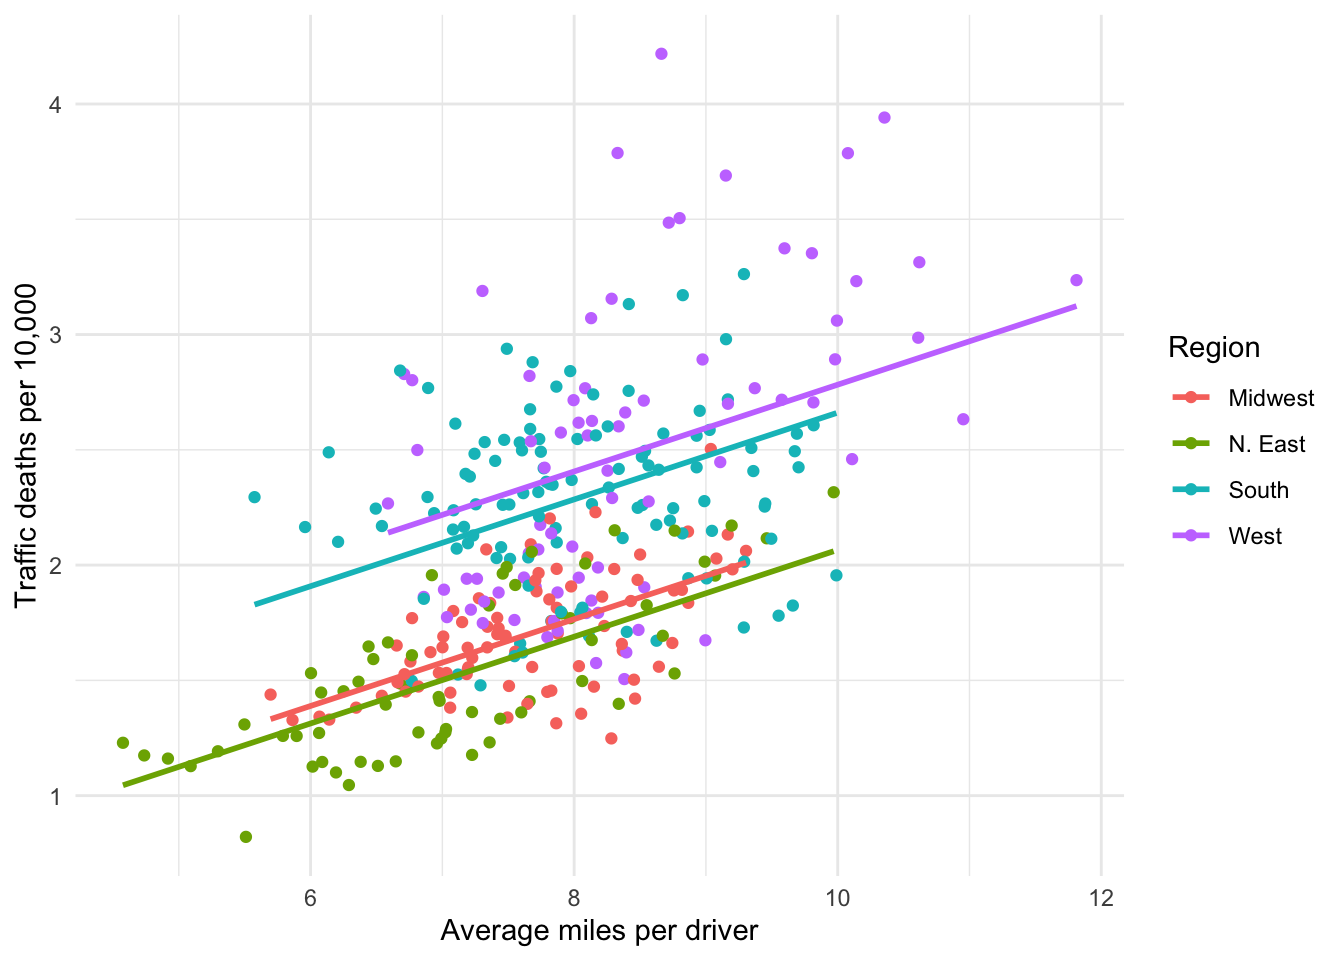 4
3
2
1
6 8 10 12
Average miles per driver
Traffic deaths per 10,000
Region
Midwest
N. East
South
West